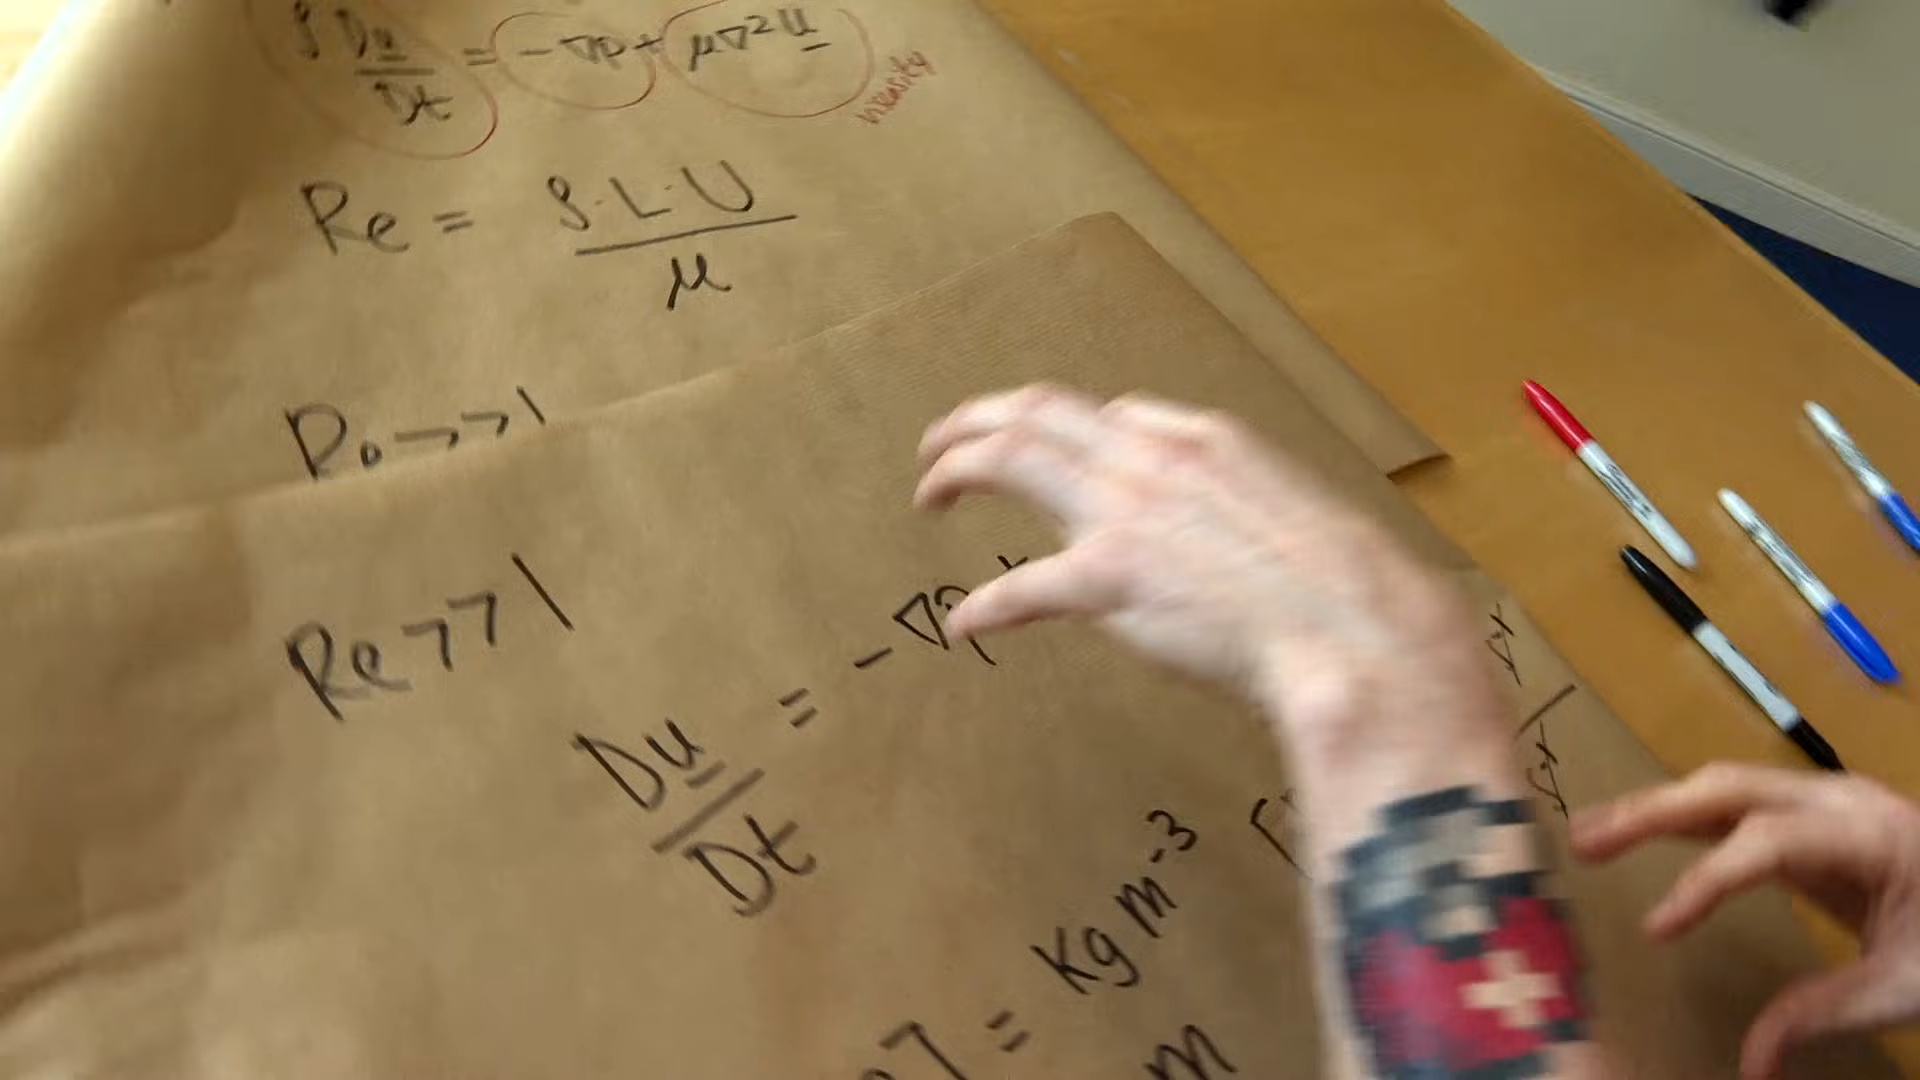 ρ Du/Dt = -∇p + μ∇²u
viscosity
Re = ρ·L·U / μ
Re >> 1
Re >> 1
Du/Dt = -∇p +
] = kg m⁻³
m